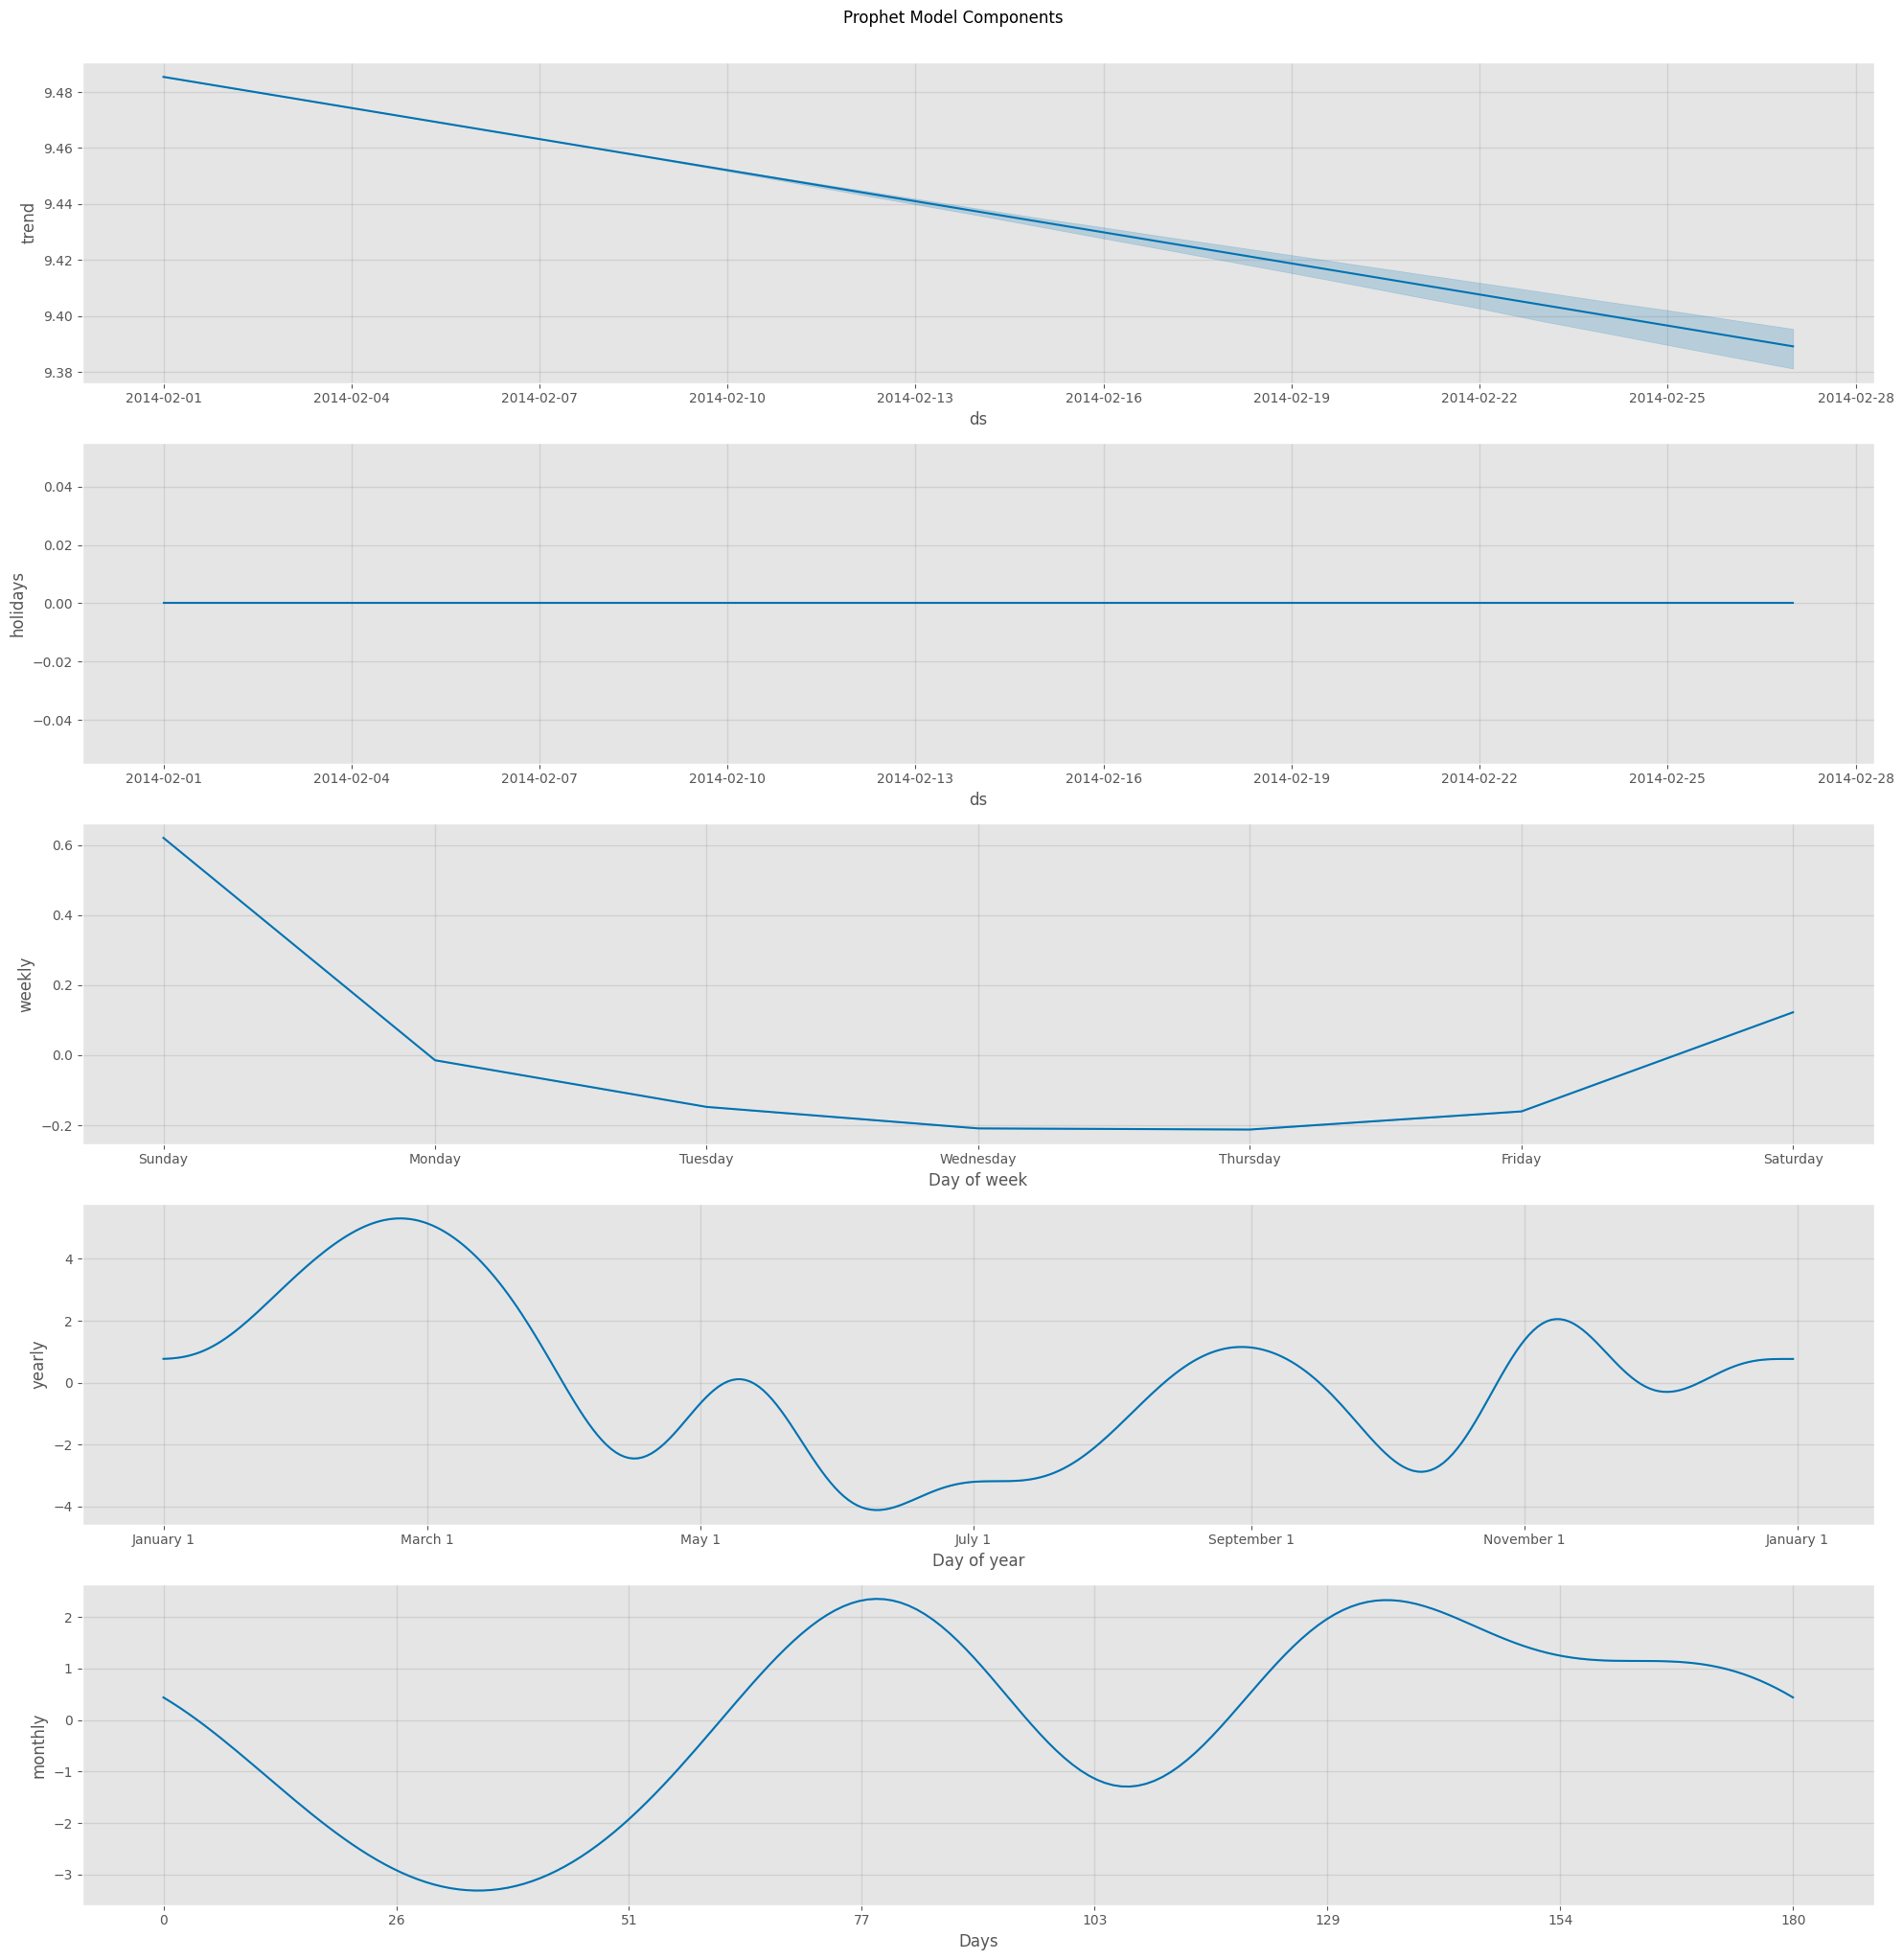 Prophet Model Components
9.48
9.46
9.44
9.42
9.40
9.38
trend
2014-02-01 2014-02-04 2014-02-07 2014-02-10 2014-02-13 2014-02-16 2014-02-19 2014-02-22 2014-02-25 2014-02-28
ds
0.04
0.02
0.00
−0.02
−0.04
holidays
2014-02-01 2014-02-04 2014-02-07 2014-02-10 2014-02-13 2014-02-16 2014-02-19 2014-02-22 2014-02-25 2014-02-28
ds
0.6
0.4
0.2
0.0
−0.2
weekly
Sunday Monday Tuesday Wednesday Thursday Friday Saturday
Day of week
4
2
0
−2
−4
yearly
January 1 March 1 May 1 July 1 September 1 November 1 January 1
Day of year
2
1
0
−1
−2
−3
monthly
0 26 51 77 103 129 154 180
Days